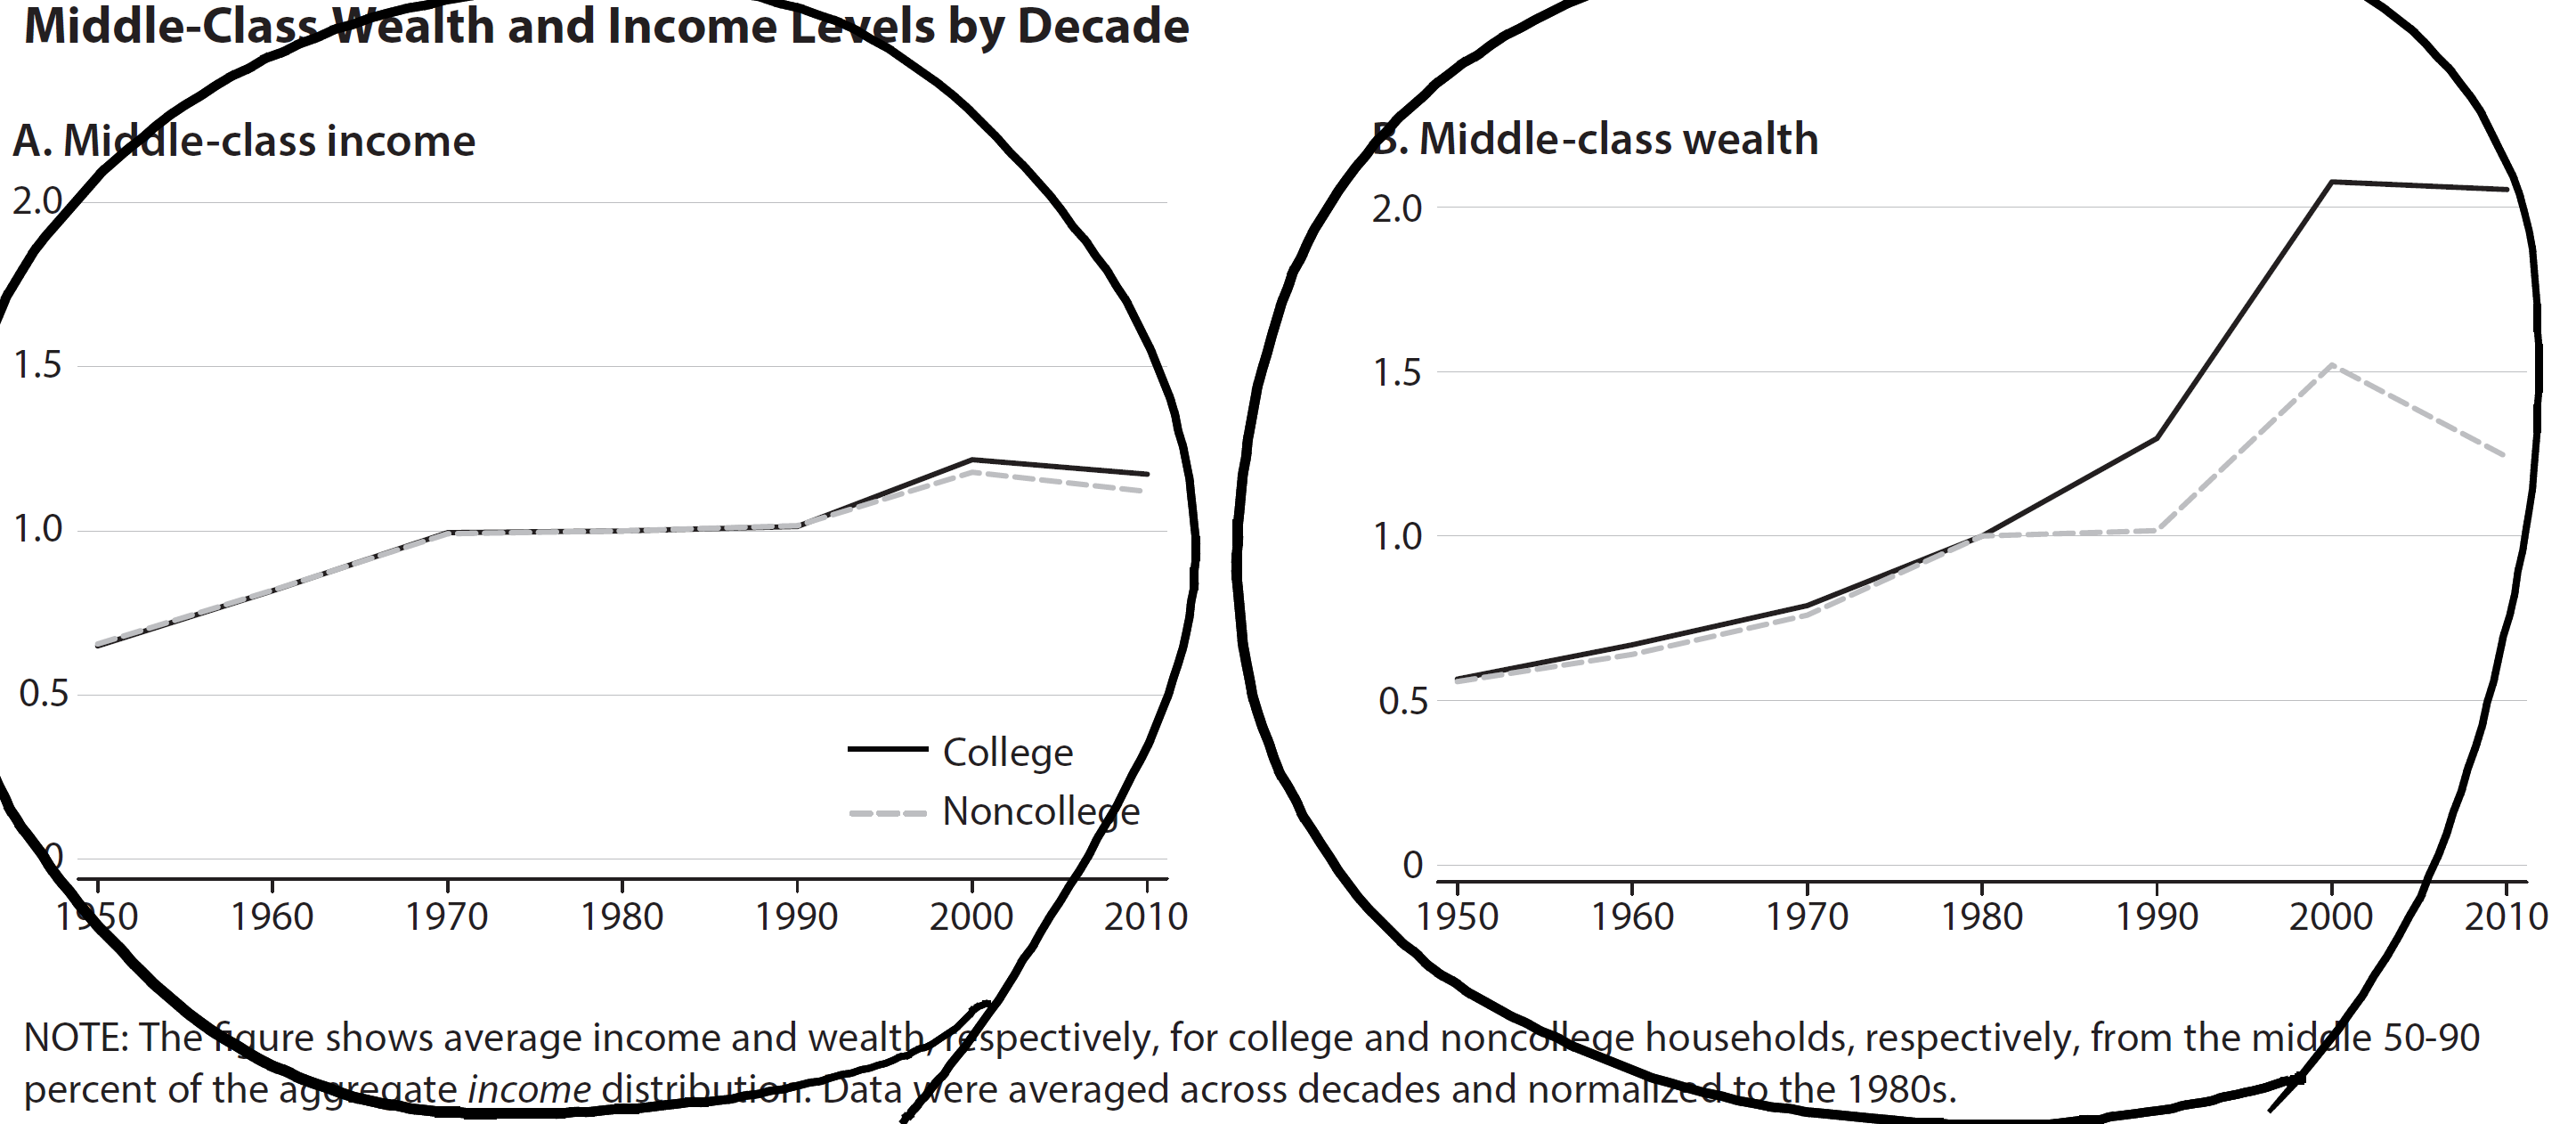 Middle-Class Wealth and Income Levels by Decade
A. Middle-class income
2.0
1.5
1.0
0.5
0
College
Noncollege
1950 1960 1970 1980 1990 2000 2010
B. Middle-class wealth
2.0
1.5
1.0
0.5
0
1950 1960 1970 1980 1990 2000 2010
NOTE: The figure shows average income and wealth, respectively, for college and noncollege households, respectively, from the middle 50-90
percent of the aggregate income distribution. Data were averaged across decades and normalized to the 1980s.